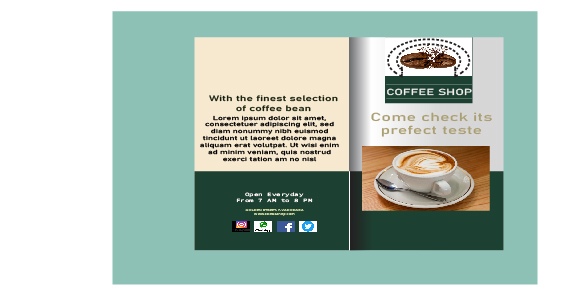 With the finest selection
of coffee bean
Lorem ipsum dolor sit amet,
consectetuer adipiscing elit, sed
diam nonummy nibh euismod
tincidunt ut laoreet dolore magna
aliquam erat volutpat. Ut wisi enim
ad minim veniam, quis nostrud
exerci tation am no nisl
Open Everyday
From 7 AM to 8 PM
COFFEE SHOP
Come check its
prefect teste